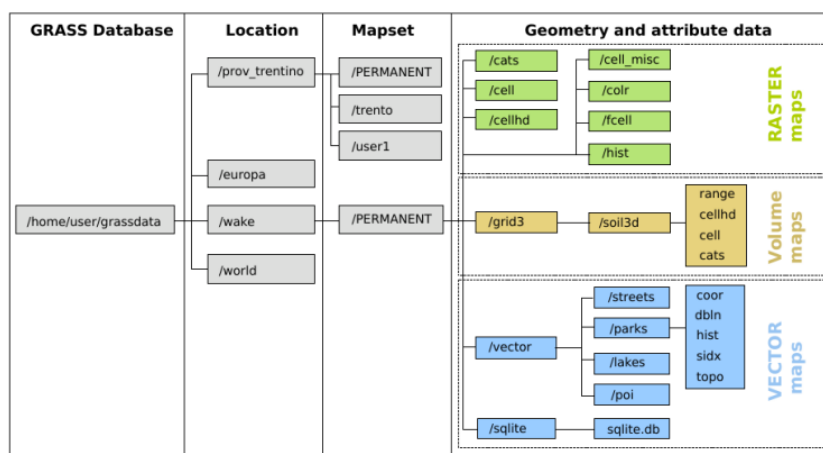 GRASS Database
Location
Mapset
Geometry and attribute data
/home/user/grassdata
/prov_trentino
/europa
/wake
/world
/PERMANENT
/trento
/user1
/PERMANENT
/cats
/cell
/cellhd
/cell_misc
/colr
/fcell
/hist
RASTER
maps
/grid3
/soil3d
range
cellhd
cell
cats
Volume
maps
/vector
/streets
/parks
/lakes
/poi
coor
dbln
hist
sidx
topo
/sqlite
sqlite.db
VECTOR
maps